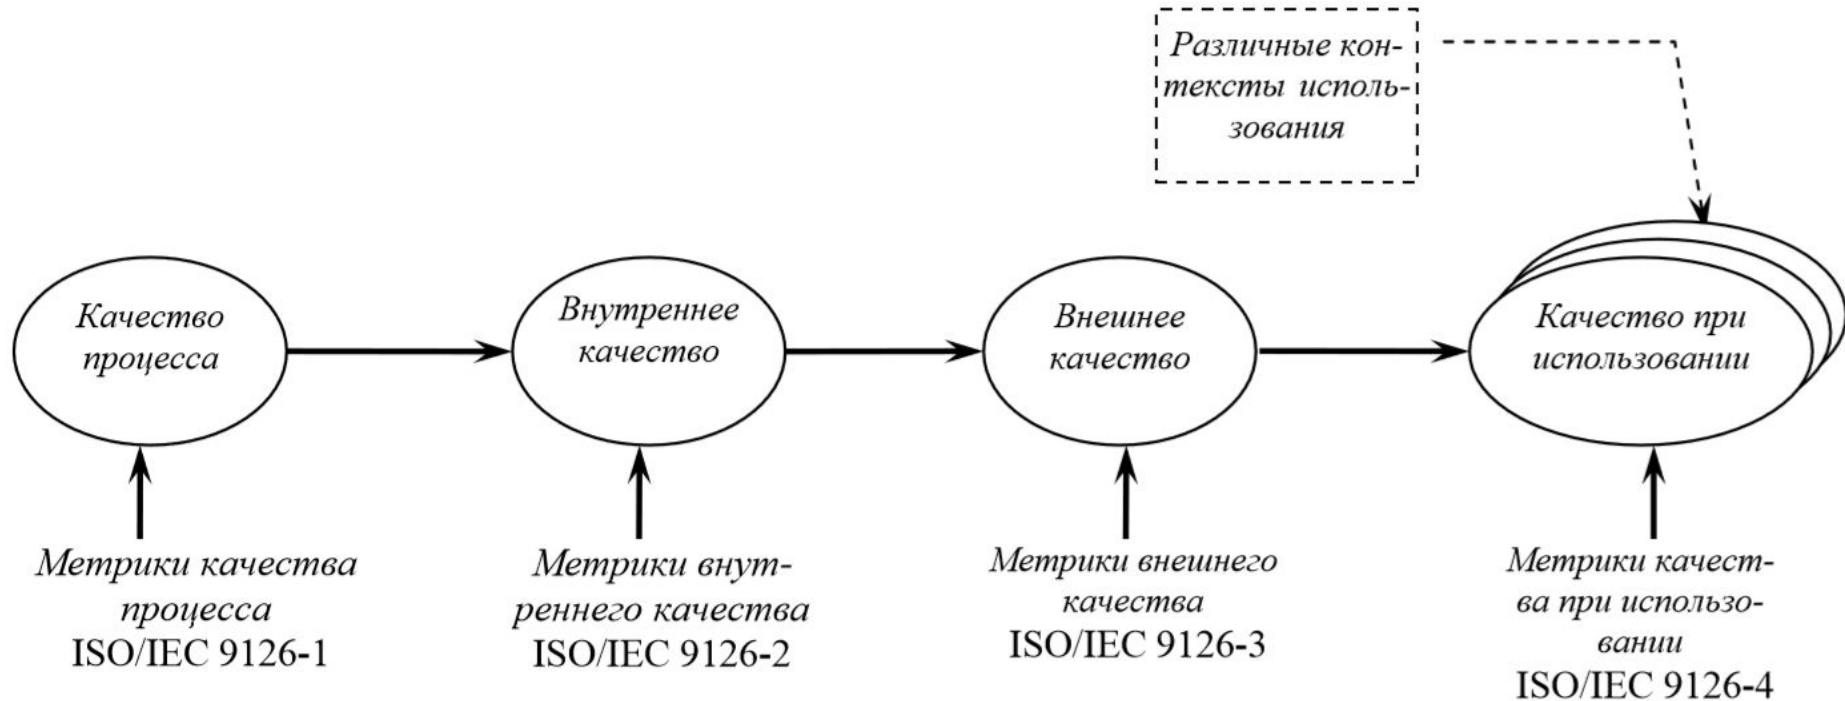 Различные кон-
тексты исполь-
зования
Качество
процесса
Внутреннее
качество
Внешнее
качество
Качество при
использовании
Метрики качества
процесса
ISO/IEC 9126-1
Метрики внут-
реннего качества
ISO/IEC 9126-2
Метрики внешнего
качества
ISO/IEC 9126-3
Метрики качест-
ва при использо-
вании
ISO/IEC 9126-4